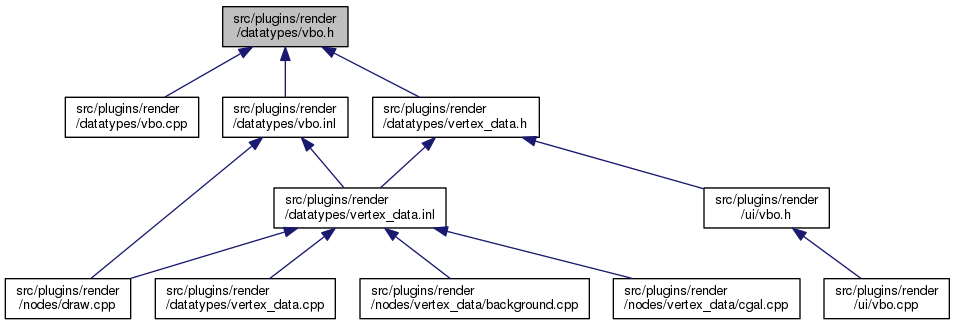 src/plugins/render
/datatypes/vbo.h
src/plugins/render
/datatypes/vbo.cpp
src/plugins/render
/datatypes/vbo.inl
src/plugins/render
/datatypes/vertex_data.h
src/plugins/render
/datatypes/vertex_data.inl
src/plugins/render
/ui/vbo.h
src/plugins/render
/nodes/draw.cpp
src/plugins/render
/datatypes/vertex_data.cpp
src/plugins/render
/nodes/vertex_data/background.cpp
src/plugins/render
/nodes/vertex_data/cgal.cpp
src/plugins/render
/ui/vbo.cpp